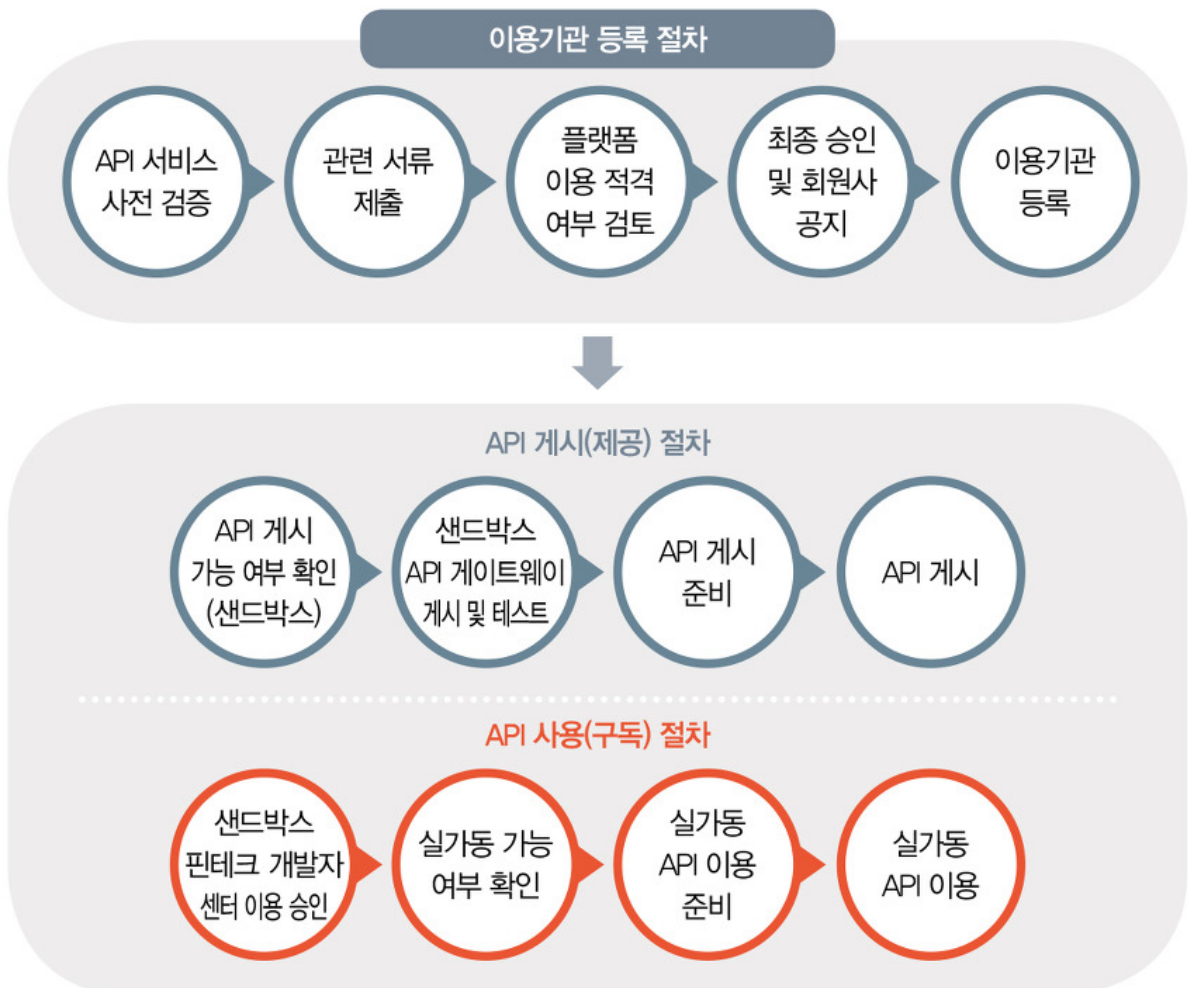 이용기관 등록 절차
API 서비스
사전 검증
관련 서류
제출
플랫폼
이용 적격
여부 검토
최종 승인
및 회원사
공지
이용기관
등록
API 게시(제공) 절차
API 게시
가능 여부 확인
(샌드박스)
샌드박스
API 게이트웨이
게시 및 테스트
API 게시
준비
API 게시
API 사용(구독) 절차
샌드박스
핀테크 개발자
센터 이용 승인
실가동 가능
여부 확인
실가동
API 이용
준비
실가동
API 이용